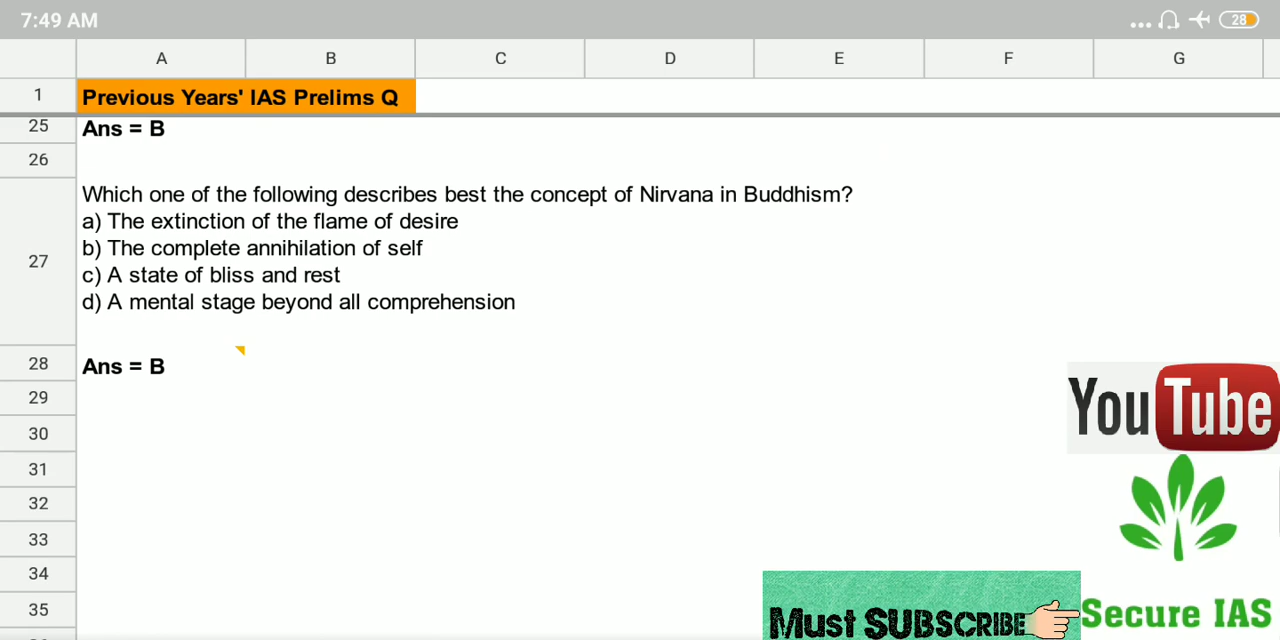 7:49 AM
28
A B C D E F G
1 Previous Years' IAS Prelims Q
25 Ans = B
26
27 Which one of the following describes best the concept of Nirvana in Buddhism?
a) The extinction of the flame of desire
b) The complete annihilation of self
c) A state of bliss and rest
d) A mental stage beyond all comprehension
28 Ans = B
29
30
31
32
33
34
35
YouTube
Must SUBSCRIBE
Secure IAS